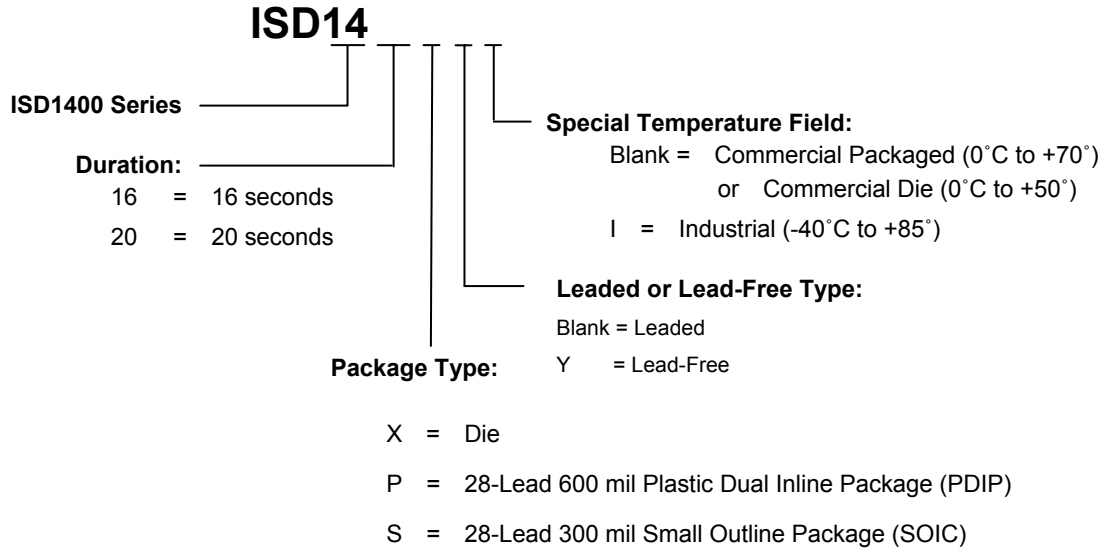 ISD14
ISD1400 Series
Duration:
16 = 16 seconds
20 = 20 seconds
Special Temperature Field:
Blank = Commercial Packaged (0˚C to +70˚)
or Commercial Die (0˚C to +50˚)
I = Industrial (-40˚C to +85˚)
Leaded or Lead-Free Type:
Blank = Leaded
Y = Lead-Free
Package Type:
X = Die
P = 28-Lead 600 mil Plastic Dual Inline Package (PDIP)
S = 28-Lead 300 mil Small Outline Package (SOIC)